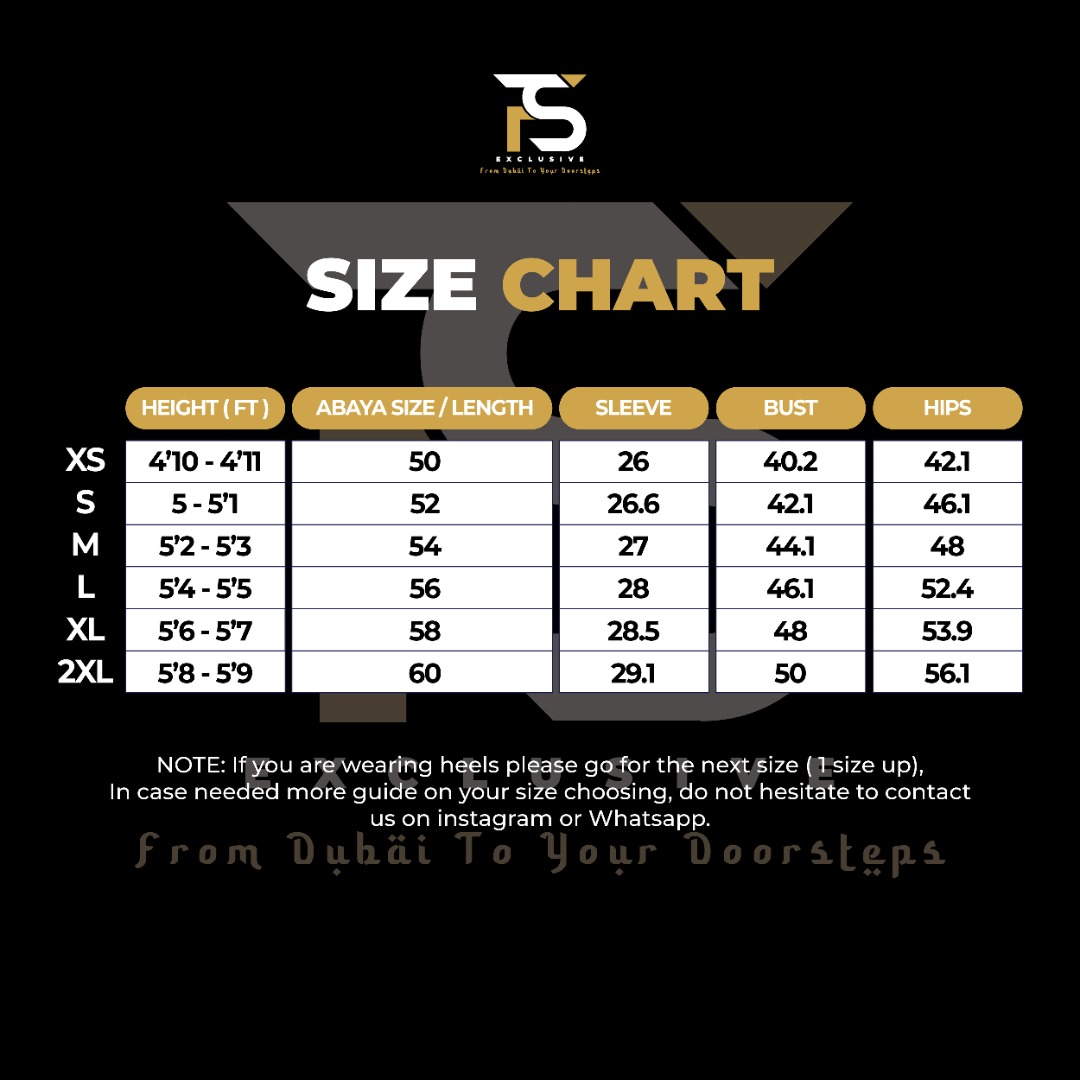 TS
EXCLUSIVE
From Dubäi To Your Doorsteps
SIZE CHART
HEIGHT ( FT ) ABAYA SIZE / LENGTH SLEEVE BUST HIPS
XS 4’10 - 4’11 50 26 40.2 42.1
S 5 - 5’1 52 26.6 42.1 46.1
M 5’2 - 5’3 54 27 44.1 48
L 5’4 - 5’5 56 28 46.1 52.4
XL 5’6 - 5’7 58 28.5 48 53.9
2XL 5’8 - 5’9 60 29.1 50 56.1
NOTE: If you are wearing heels please go for the next size ( 1 size up),
In case needed more guide on your size choosing, do not hesitate to contact
us on instagram or Whatsapp.
EXCLUSIVE
From Dubäi To Your Doorsteps